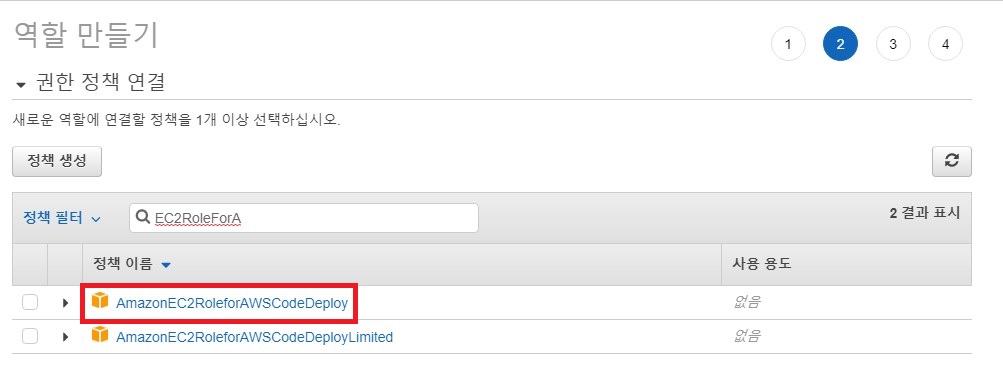 역할 만들기
1 2 3 4
권한 정책 연결
새로운 역할에 연결할 정책을 1개 이상 선택하십시오.
정책 생성
정책 필터 EC2RoleForA 2 결과 표시
정책 이름 사용 용도
AmazonEC2RoleforAWSCodeDeploy 없음
AmazonEC2RoleforAWSCodeDeployLimited 없음